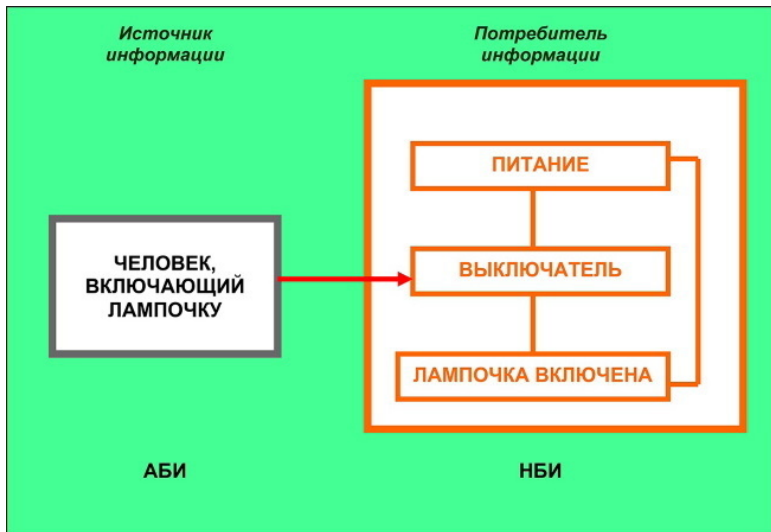 Источник
информации
Потребитель
информации
ПИТАНИЕ
ЧЕЛОВЕК,
ВКЛЮЧАЮЩИЙ
ЛАМПОЧКУ
ВЫКЛЮЧАТЕЛЬ
ЛАМПОЧКА ВКЛЮЧЕНА
АБИ
НБИ